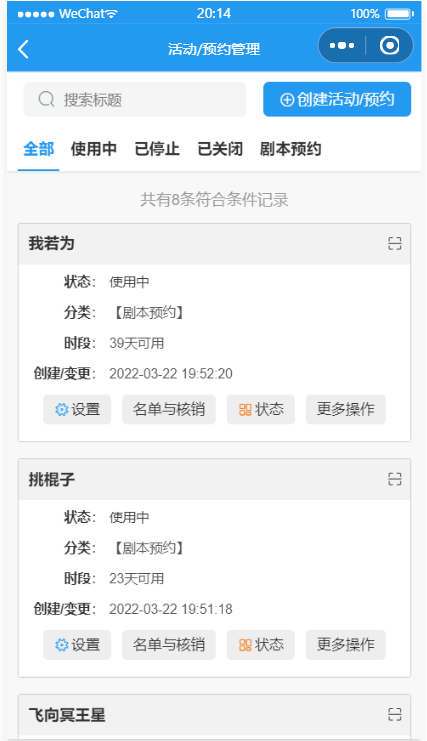 WeChat 20:14 100%
活动/预约管理
搜索标题 创建活动/预约
全部 使用中 已停止 已关闭 剧本预约
共有8条符合条件记录
我若为
状态： 使用中
分类： 【剧本预约】
时段： 39天可用
创建/变更： 2022-03-22 19:52:20
设置 名单与核销 状态 更多操作
挑棍子
状态： 使用中
分类： 【剧本预约】
时段： 23天可用
创建/变更： 2022-03-22 19:51:18
设置 名单与核销 状态 更多操作
飞向冥王星